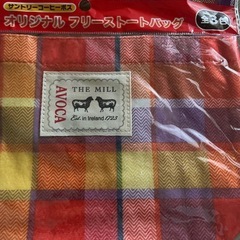 サントリーコーヒーボス
オリジナル フリーストートバッグ
全3色
THE MILL
AVOCA
Est. in Ireland 1723